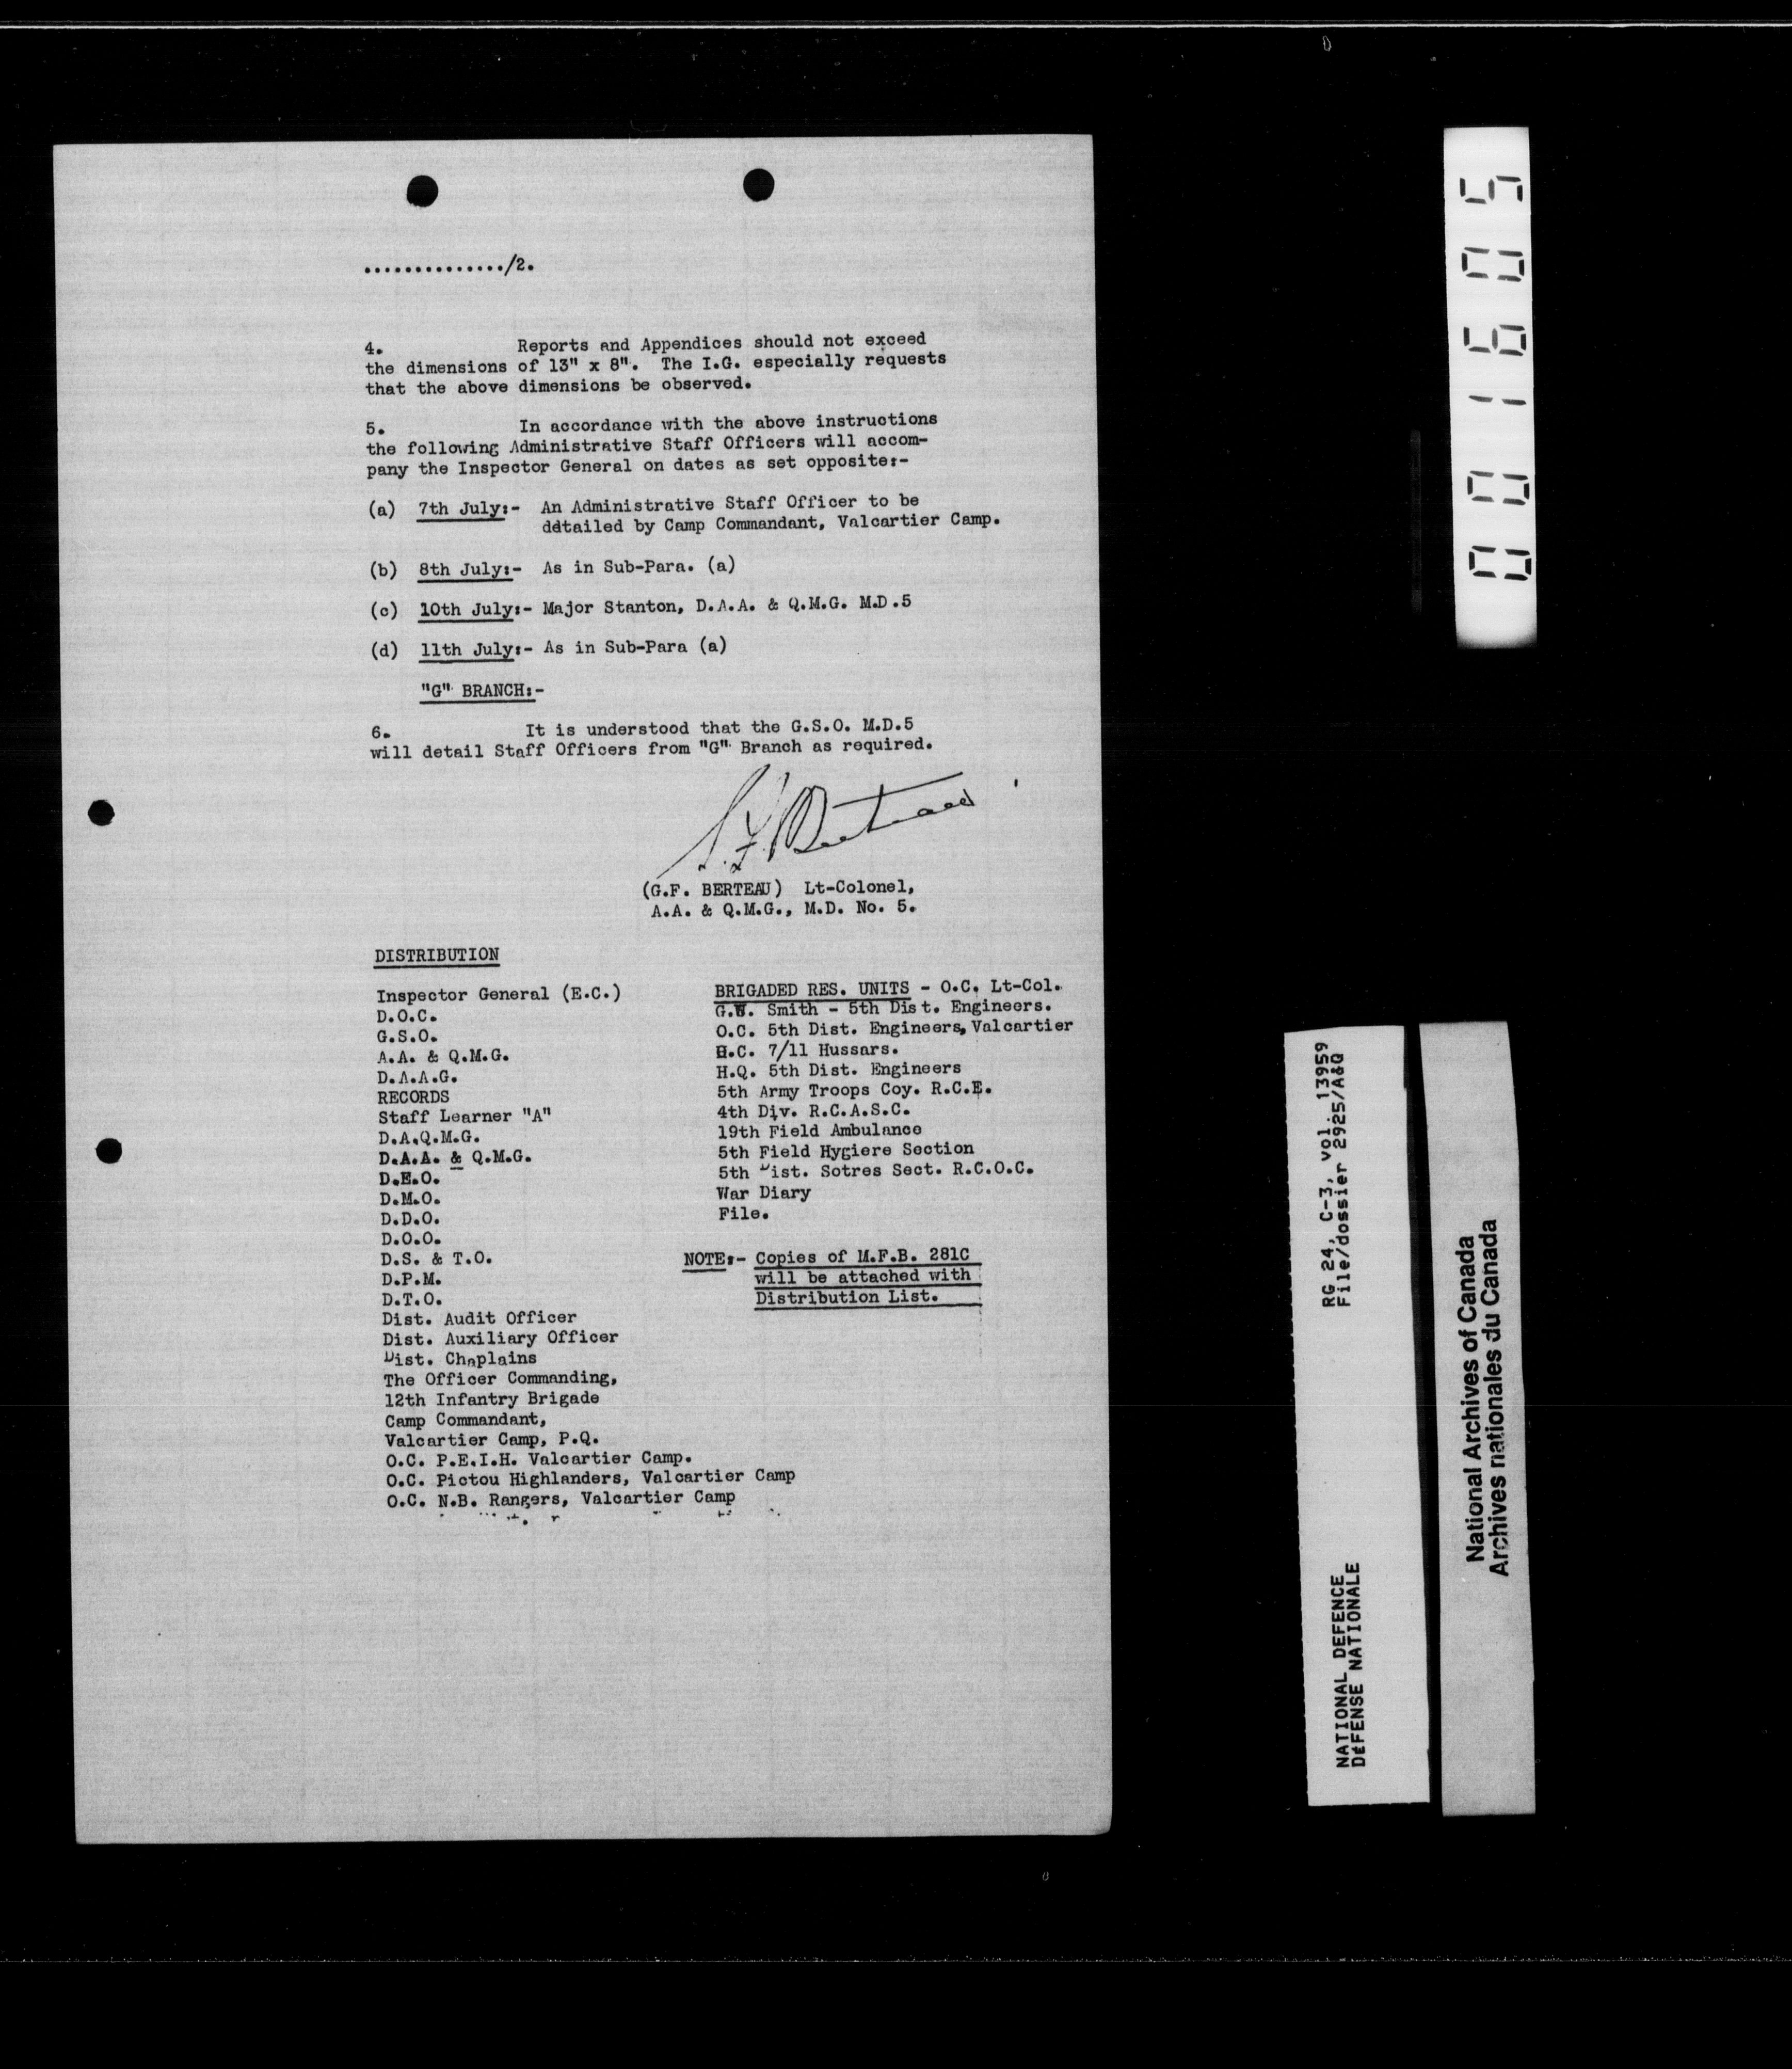 ............../2.
4. Reports and Appendices should not exceed
the dimensions of 13" x 8". The I.G. especially requests
that the above dimensions be observed.
5. In accordance with the above instructions
the following Administrative Staff Officers will accom-
pany the Inspector General on dates as set opposite:-
(a) 7th July:- An Administrative Staff Officer to be
ddtailed by Camp Commandant, Valcartier Camp.
(b) 8th July:- As in Sub-Para. (a)
(c) 10th July:- Major Stanton, D.A.A. & Q.M.G. M.D.5
(d) 11th July:- As in Sub-Para (a)
"G" BRANCH:-
6. It is understood that the G.S.O. M.D.5
will detail Staff Officers from "G" Branch as required.
(G.F. BERTEAU) Lt-Colonel,
A.A. & Q.M.G., M.D. No. 5.
DISTRIBUTION
Inspector General (E.C.)
D.O.C.
G.S.O.
A.A. & Q.M.G.
D.A.A.G.
RECORDS
Staff Learner "A"
D.A.Q.M.G.
D.A.A. & Q.M.G.
D.E.O.
D.M.O.
D.D.O.
D.O.O.
D.S. & T.O.
D.P.M.
D.T.O.
Dist. Audit Officer
Dist. Auxiliary Officer
Dist. Chaplains
The Officer Commanding,
12th Infantry Brigade
Camp Commandant,
Valcartier Camp, P.Q.
O.C. P.E.I.H. Valcartier Camp.
O.C. Pictou Highlanders, Valcartier Camp
O.C. N.B. Rangers, Valcartier Camp
BRIGADED RES. UNITS - O.C. Lt-Col.
G.W. Smith - 5th Dist. Engineers.
O.C. 5th Dist. Engineers, Valcartier
H.C. 7/11 Hussars.
H.Q. 5th Dist. Engineers
5th Army Troops Coy. R.C.E.
4th Div. R.C.A.S.C.
19th Field Ambulance
5th Field Hygiere Section
5th Dist. Sotres Sect. R.C.O.C.
War Diary
File.
NOTE:- Copies of M.F.B. 281C
will be attached with
Distribution List.
001605
RG 24, C-3, vol. 13959
File/dossier 2925/A&Q
NATIONAL DEFENCE
DÉFENSE NATIONALE
National Archives of Canada
Archives nationales du Canada